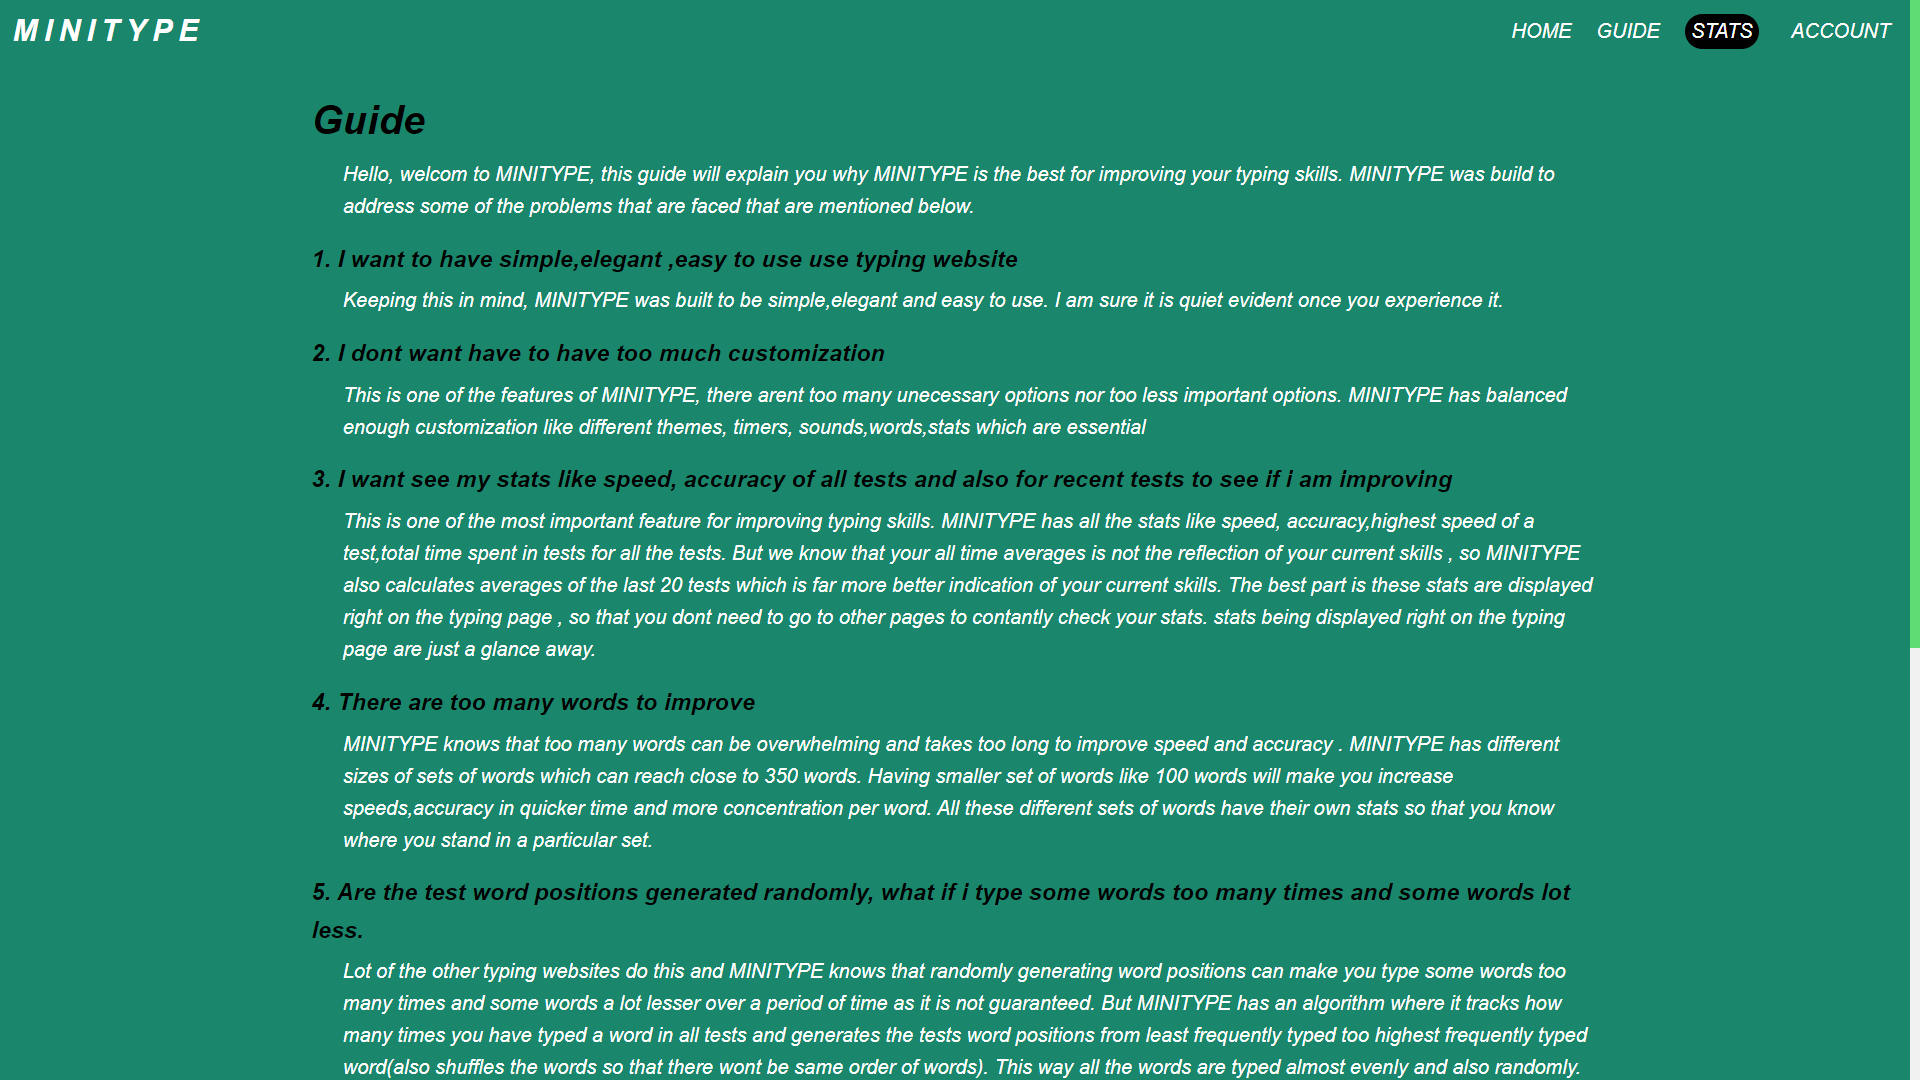 MINITYPE
HOME GUIDE STATS ACCOUNT
Guide
Hello, welcom to MINITYPE, this guide will explain you why MINITYPE is the best for improving your typing skills. MINITYPE was build to
address some of the problems that are faced that are mentioned below.
1. I want to have simple,elegant ,easy to use use typing website
Keeping this in mind, MINITYPE was built to be simple,elegant and easy to use. I am sure it is quiet evident once you experience it.
2. I dont want have to have too much customization
This is one of the features of MINITYPE, there arent too many unecessary options nor too less important options. MINITYPE has balanced
enough customization like different themes, timers, sounds,words,stats which are essential
3. I want see my stats like speed, accuracy of all tests and also for recent tests to see if i am improving
This is one of the most important feature for improving typing skills. MINITYPE has all the stats like speed, accuracy,highest speed of a
test,total time spent in tests for all the tests. But we know that your all time averages is not the reflection of your current skills , so MINITYPE
also calculates averages of the last 20 tests which is far more better indication of your current skills. The best part is these stats are displayed
right on the typing page , so that you dont need to go to other pages to contantly check your stats. stats being displayed right on the typing
page are just a glance away.
4. There are too many words to improve
MINITYPE knows that too many words can be overwhelming and takes too long to improve speed and accuracy . MINITYPE has different
sizes of sets of words which can reach close to 350 words. Having smaller set of words like 100 words will make you increase
speeds,accuracy in quicker time and more concentration per word. All these different sets of words have their own stats so that you know
where you stand in a particular set.
5. Are the test word positions generated randomly, what if i type some words too many times and some words lot
less.
Lot of the other typing websites do this and MINITYPE knows that randomly generating word positions can make you type some words too
many times and some words a lot lesser over a period of time as it is not guaranteed. But MINITYPE has an algorithm where it tracks how
many times you have typed a word in all tests and generates the tests word positions from least frequently typed too highest frequently typed
word(also shuffles the words so that there wont be same order of words). This way all the words are typed almost evenly and also randomly.